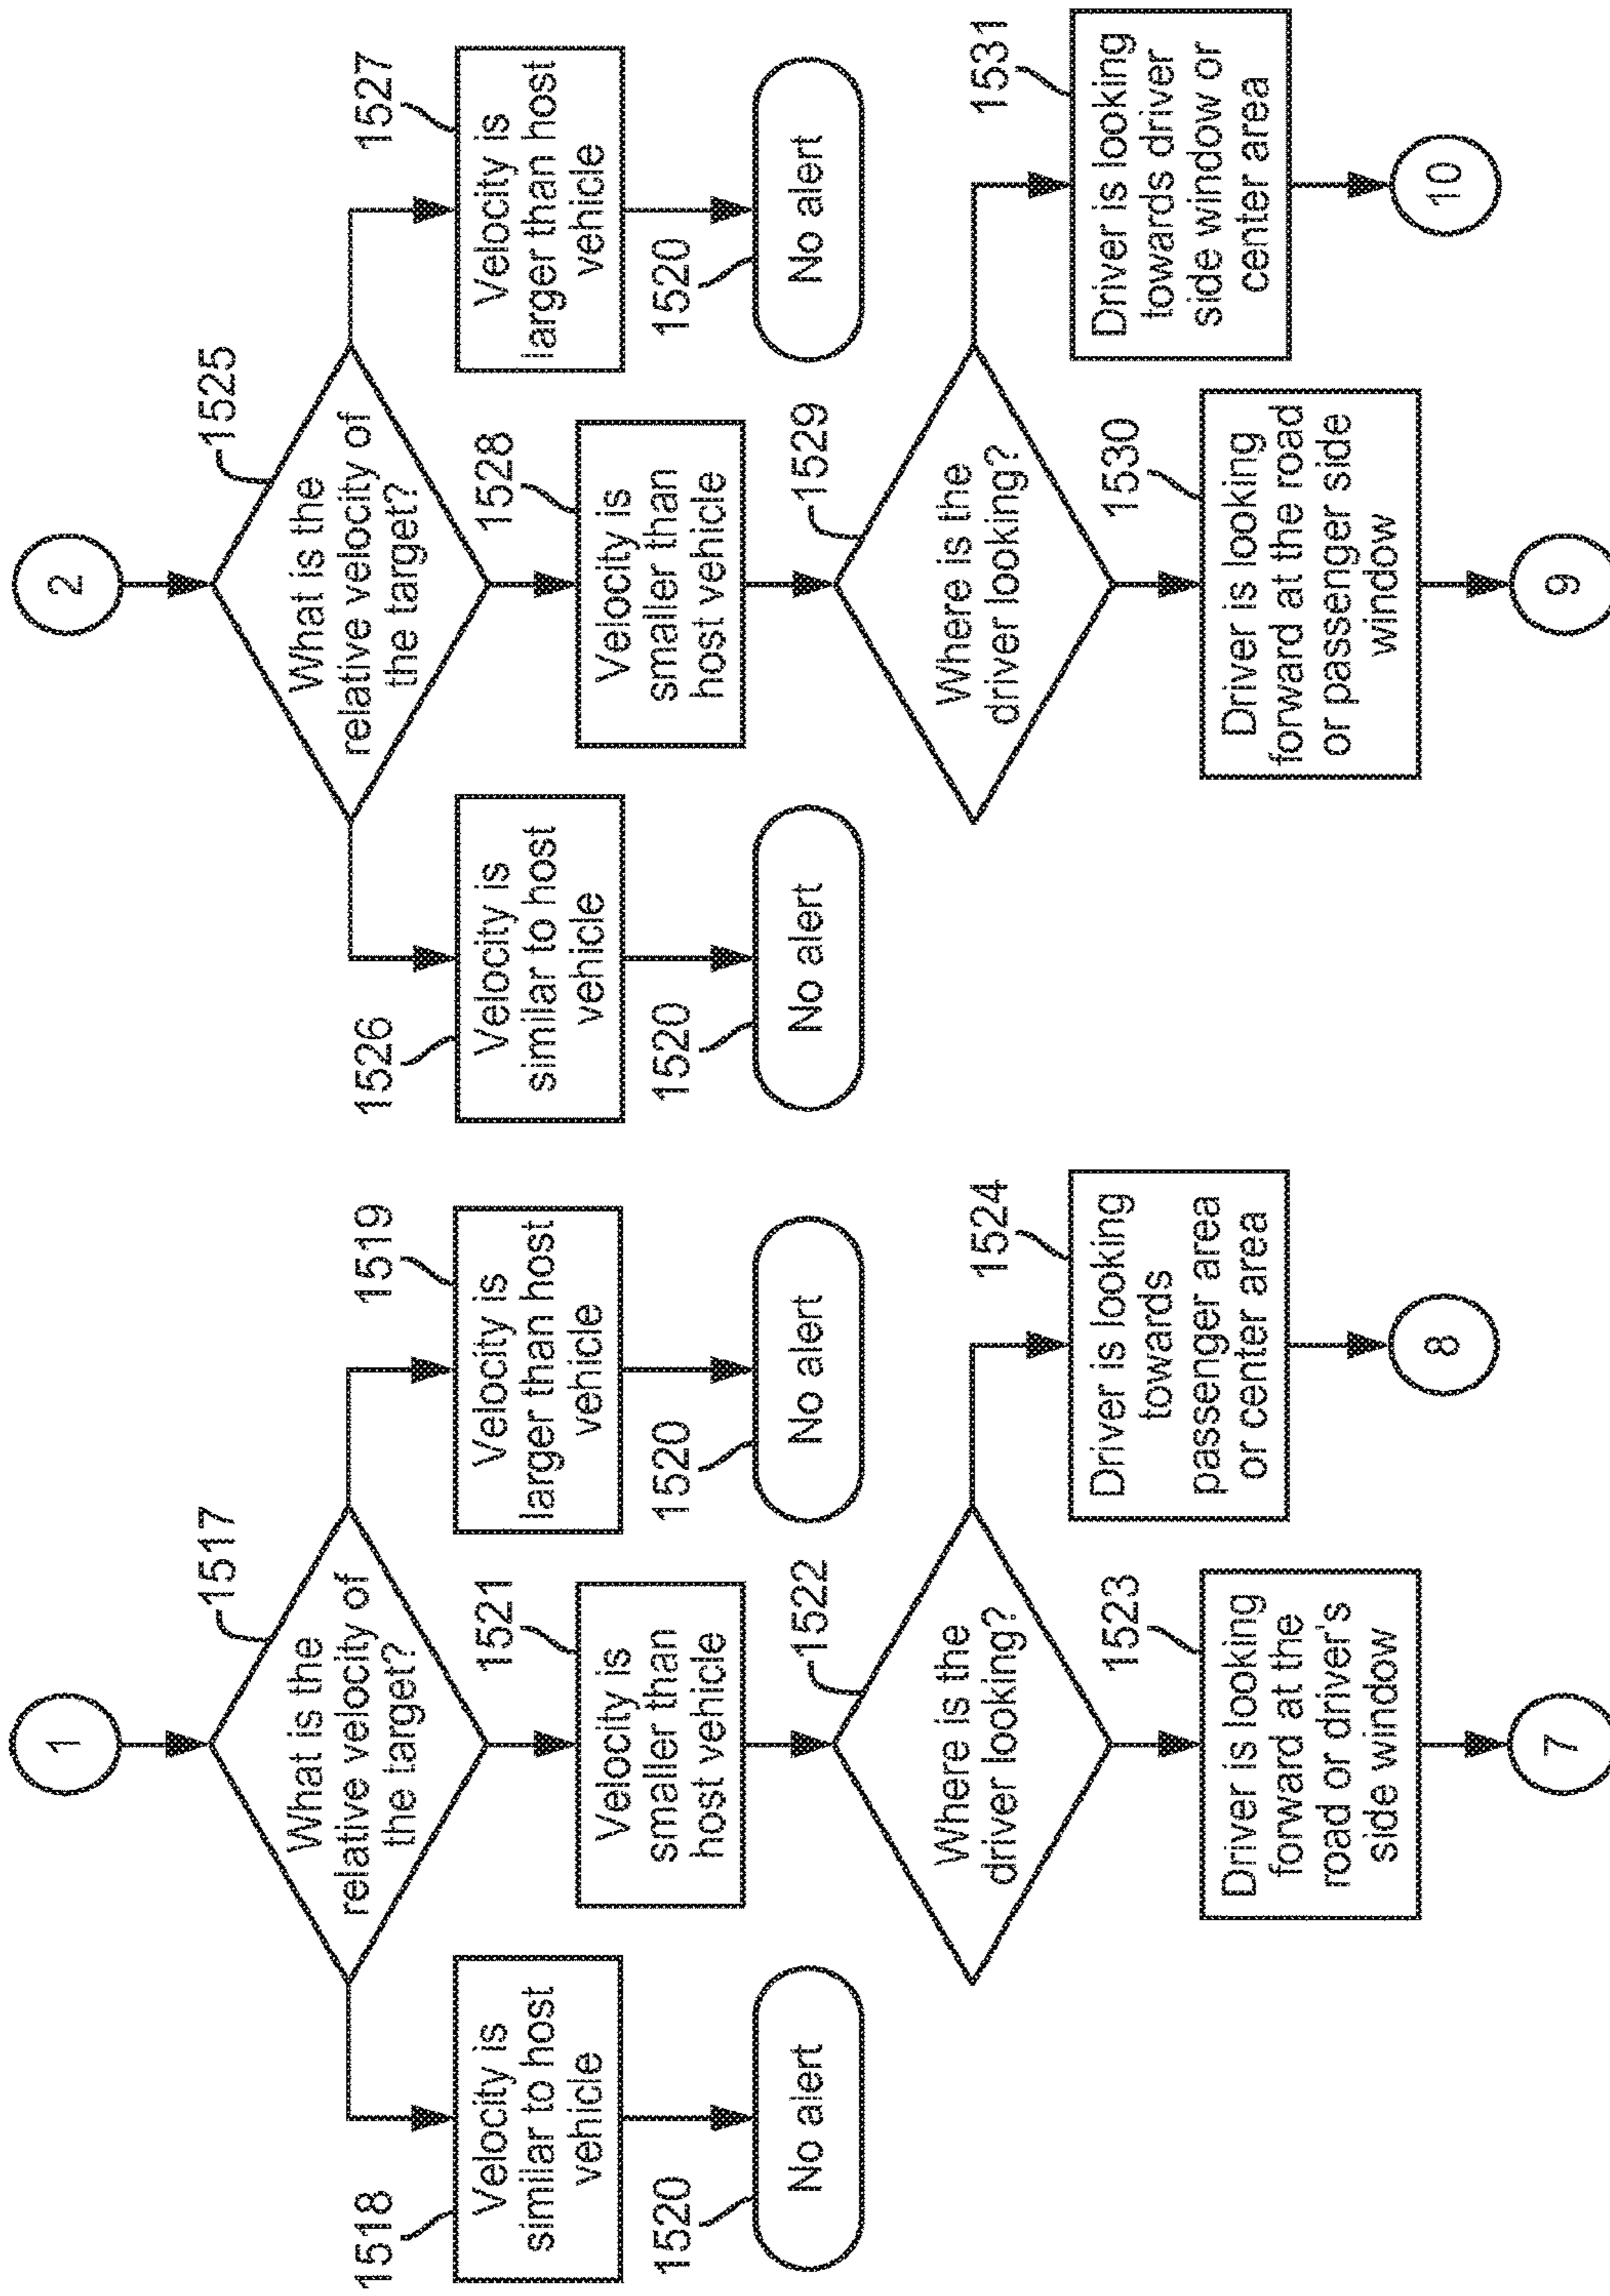 1
1517
What is the
relative velocity of
the target?
1518
Velocity is
similar to host
vehicle
1520
No alert
1521
Velocity is
smaller than
host vehicle
1519
Velocity is
larger than host
vehicle
1520
No alert
1522
Where is the
driver looking?
1523
Driver is looking
forward at the
road or driver's
side window
7
1524
Driver is looking
towards
passenger area
or center area
8
2
1525
What is the
relative velocity of
the target?
1526
Velocity is
similar to host
vehicle
1520
No alert
1528
Velocity is
smaller than
host vehicle
1527
Velocity is
larger than host
vehicle
1520
No alert
1529
Where is the
driver looking?
1530
Driver is looking
forward at the road
or passenger side
window
9
1531
Driver is looking
towards driver
side window or
center area
10